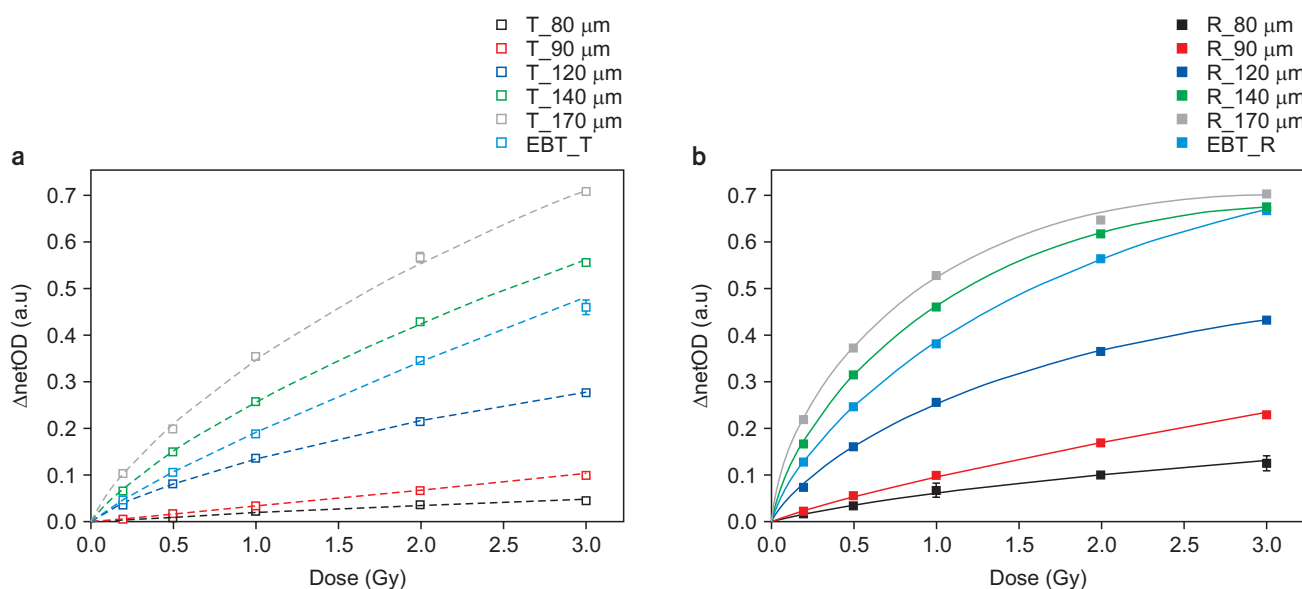 T_80 μm
T_90 μm
T_120 μm
T_140 μm
T_170 μm
EBT_T
a
0.7
0.6
0.5
0.4
0.3
0.2
0.1
0.0
ΔnetOD (a.u)
0.0 0.5 1.0 1.5 2.0 2.5 3.0
Dose (Gy)
R_80 μm
R_90 μm
R_120 μm
R_140 μm
R_170 μm
EBT_R
b
0.7
0.6
0.5
0.4
0.3
0.2
0.1
0.0
ΔnetOD (a.u)
0.0 0.5 1.0 1.5 2.0 2.5 3.0
Dose (Gy)